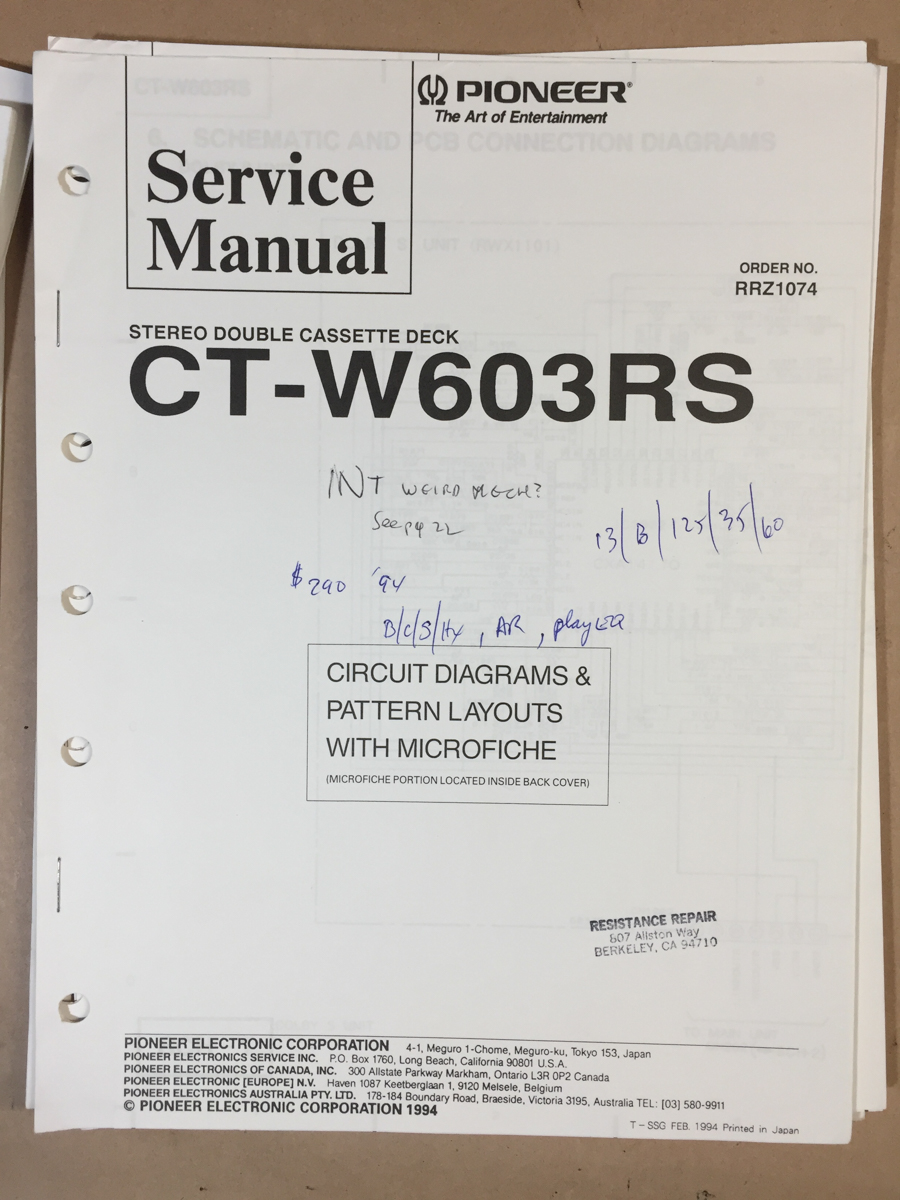 PIONEER®
The Art of Entertainment
Service
Manual
ORDER NO.
RRZ1074
STEREO DOUBLE CASSETTE DECK
CT-W603RS
INT WEIRD MECH?
See pg 22
13/B/125/35/60
$290 '94
B/C/S/Hx, AR, play EQ
CIRCUIT DIAGRAMS &
PATTERN LAYOUTS
WITH MICROFICHE
(MICROFICHE PORTION LOCATED INSIDE BACK COVER)
RESISTANCE REPAIR
807 Allston Way
BERKELEY, CA 94710
PIONEER ELECTRONIC CORPORATION 4-1, Meguro 1-Chome, Meguro-ku, Tokyo 153, Japan
PIONEER ELECTRONICS SERVICE INC. P.O. Box 1760, Long Beach, California 90801 U.S.A.
PIONEER ELECTRONICS OF CANADA, INC. 300 Allstate Parkway Markham, Ontario L3R 0P2 Canada
PIONEER ELECTRONIC [EUROPE] N.V. Haven 1087 Keetberglaan 1, 9120 Melsele, Belgium
PIONEER ELECTRONICS AUSTRALIA PTY. LTD. 178-184 Boundary Road, Braeside, Victoria 3195, Australia TEL: [03] 580-9911
© PIONEER ELECTRONIC CORPORATION 1994
T – SSG FEB. 1994 Printed in Japan
CT-W603RS
6. SCHEMATIC AND PCB CONNECTION DIAGRAMS
UNIT (RWX1101)